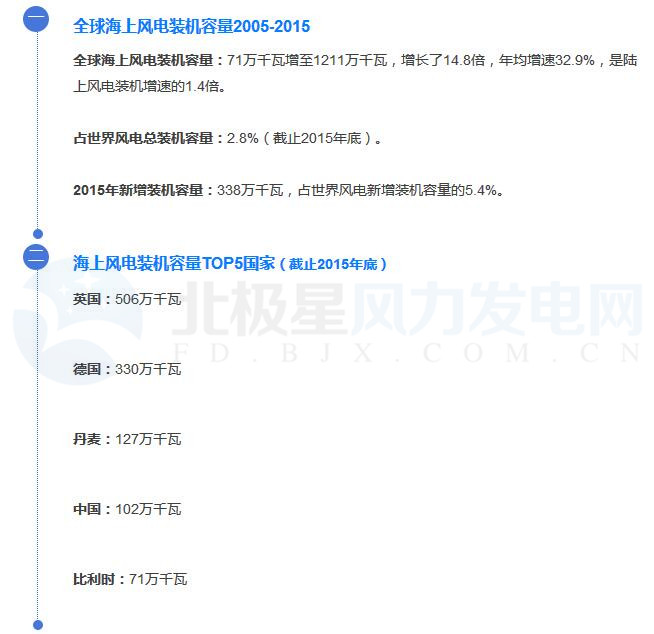 一
全球海上风电装机容量2005-2015
全球海上风电装机容量：71万千瓦增至1211万千瓦，增长了14.8倍，年均增速32.9%，是陆
上风电装机增速的1.4倍。
占世界风电总装机容量：2.8%（截止2015年底）。
2015年新增装机容量：338万千瓦，占世界风电新增装机容量的5.4%。
二
海上风电装机容量TOP5国家（截止2015年底）
英国：506万千瓦
北极星风力发电网
FD.BJX.COM.CN
德国：330万千瓦
丹麦：127万千瓦
中国：102万千瓦
比利时：71万千瓦